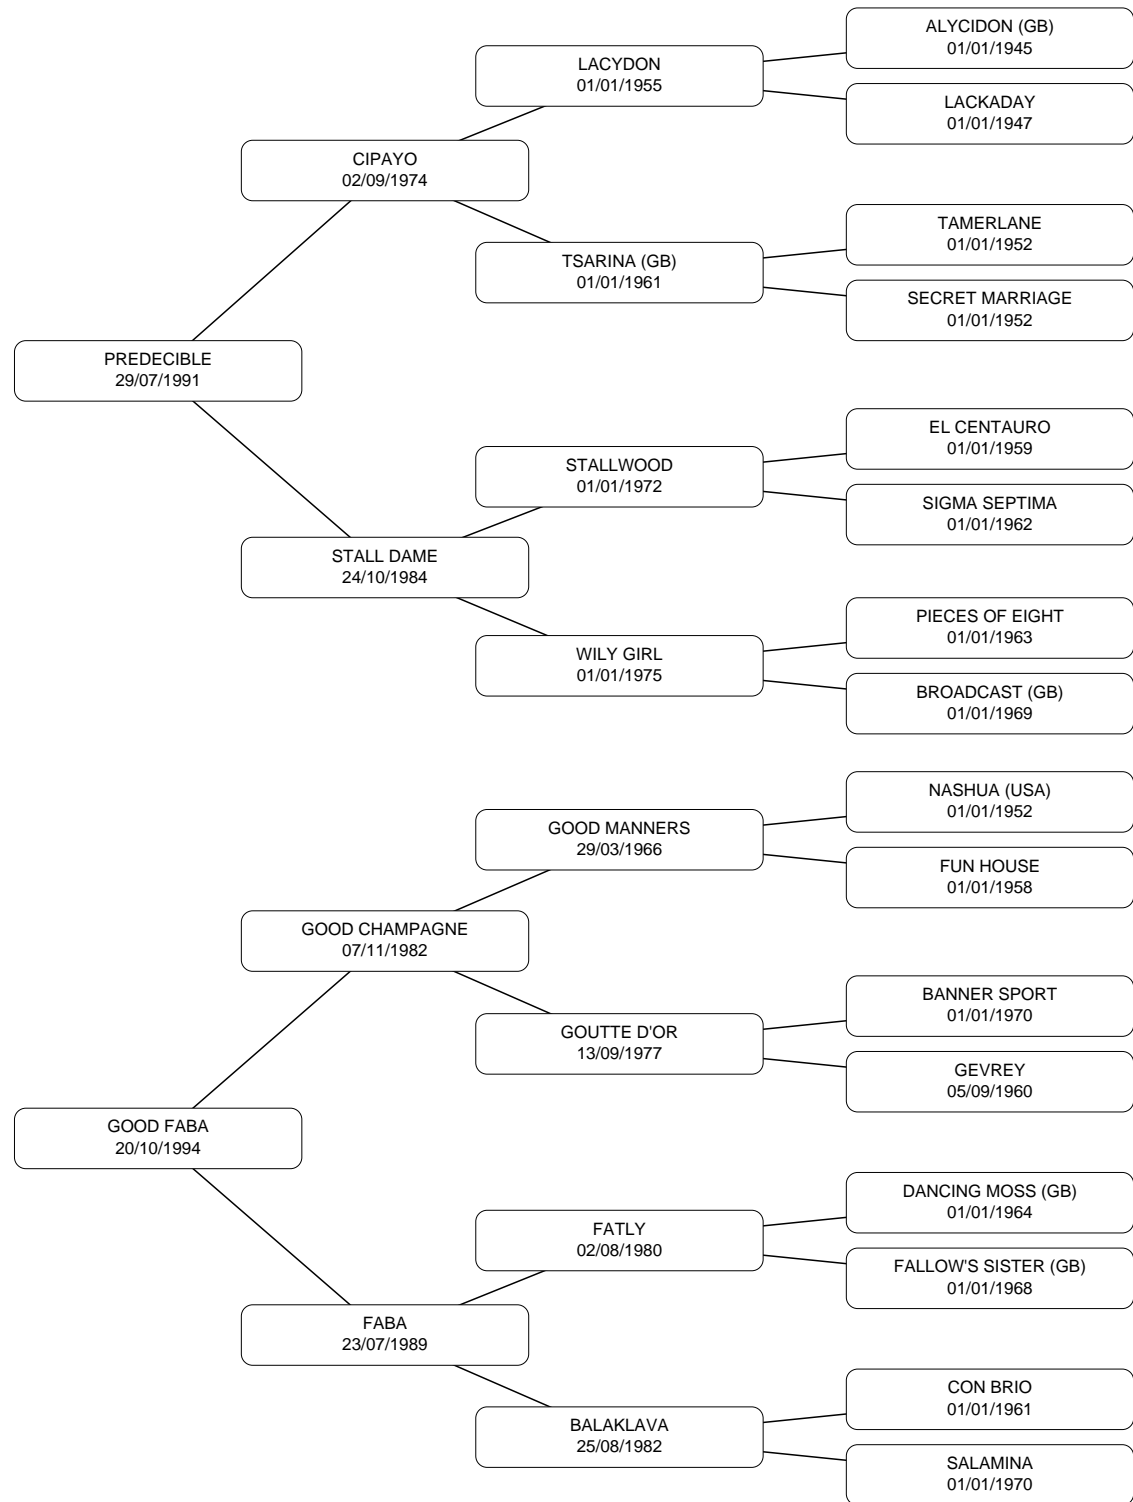 ALYCIDON (GB)
01/01/1945
LACYDON
01/01/1955
LACKADAY
01/01/1947
CIPAYO
02/09/1974
TAMERLANE
01/01/1952
TSARINA (GB)
01/01/1961
SECRET MARRIAGE
01/01/1952
PREDECIBLE
29/07/1991
EL CENTAURO
01/01/1959
STALLWOOD
01/01/1972
SIGMA SEPTIMA
01/01/1962
STALL DAME
24/10/1984
PIECES OF EIGHT
01/01/1963
WILY GIRL
01/01/1975
BROADCAST (GB)
01/01/1969
NASHUA (USA)
01/01/1952
GOOD MANNERS
29/03/1966
FUN HOUSE
01/01/1958
GOOD CHAMPAGNE
07/11/1982
BANNER SPORT
01/01/1970
GOUTTE D'OR
13/09/1977
GEVREY
05/09/1960
GOOD FABA
20/10/1994
DANCING MOSS (GB)
01/01/1964
FATLY
02/08/1980
FALLOW'S SISTER (GB)
01/01/1968
FABA
23/07/1989
CON BRIO
01/01/1961
BALAKLAVA
25/08/1982
SALAMINA
01/01/1970